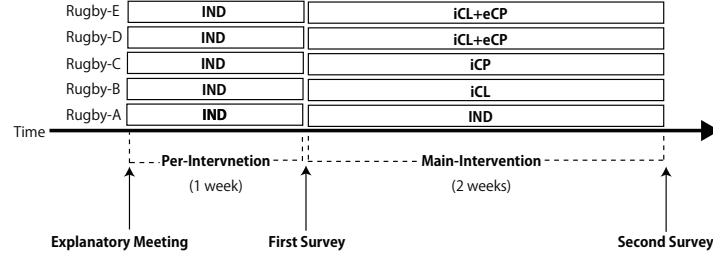 Rugby-E IND iCL+eCP
Rugby-D IND iCL+eCP
Rugby-C IND iCP
Rugby-B IND iCL
Rugby-A IND IND
Time
Per-Intervnetion Main-Intervention
(1 week) (2 weeks)
Explanatory Meeting First Survey Second Survey